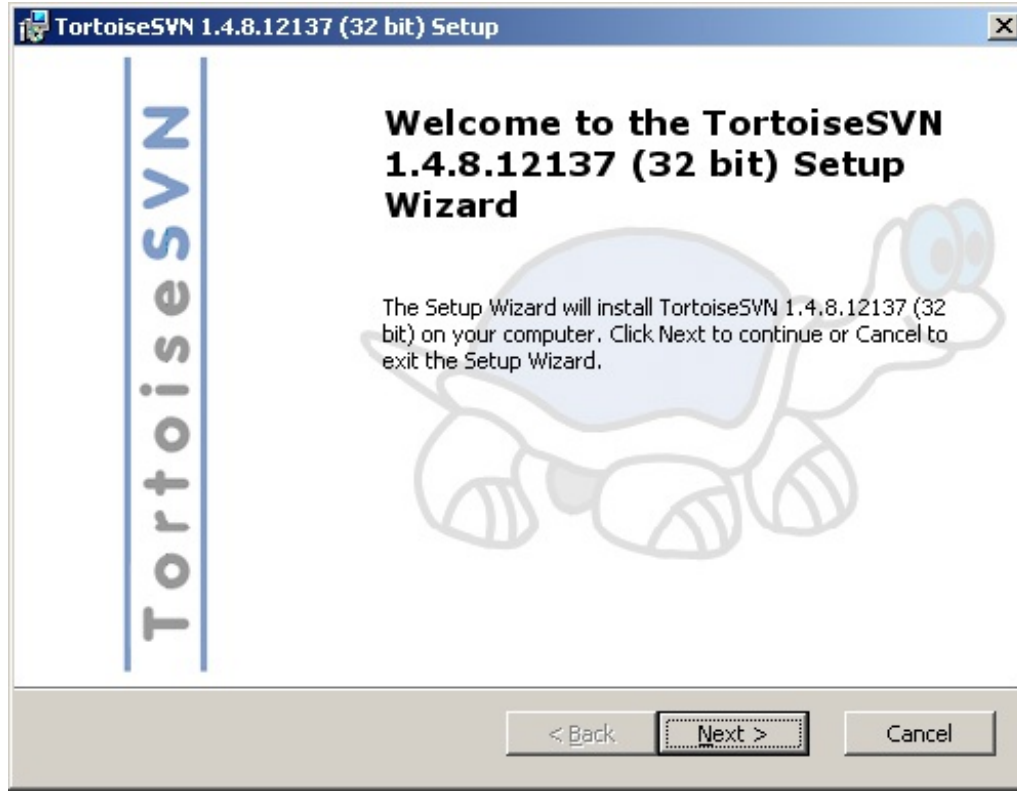 TortoiseSVN 1.4.8.12137 (32 bit) Setup
TortoiseSVN
Welcome to the TortoiseSVN
1.4.8.12137 (32 bit) Setup
Wizard
The Setup Wizard will install TortoiseSVN 1.4.8.12137 (32
bit) on your computer. Click Next to continue or Cancel to
exit the Setup Wizard.
< Back
Next >
Cancel